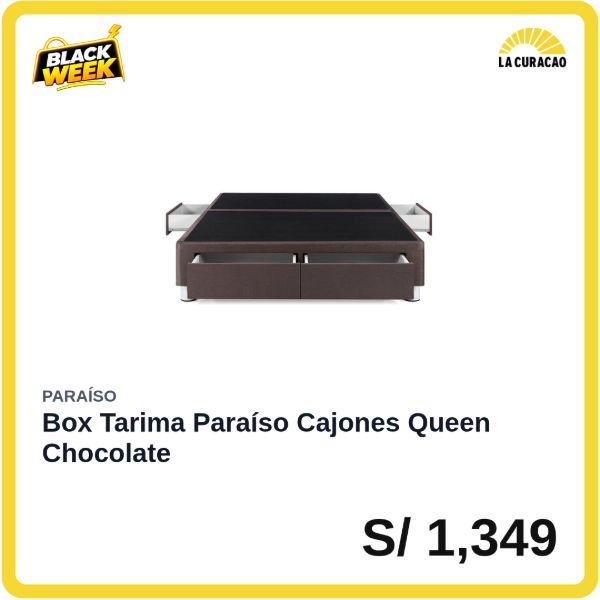 BLACK
WEEK
LA CURACAO
PARAÍSO
Box Tarima Paraíso Cajones Queen
Chocolate
S/ 1,349